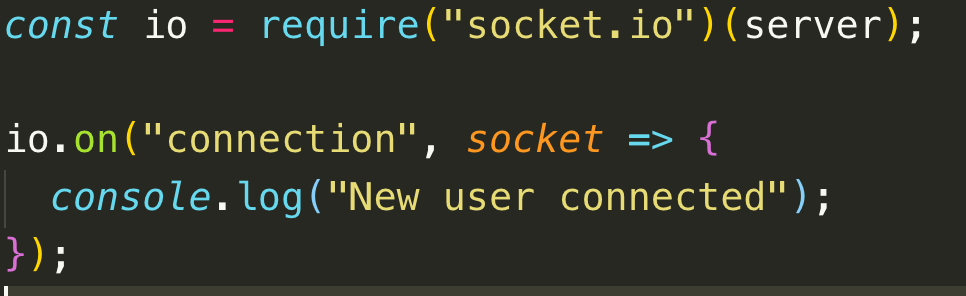 const io = require("socket.io")(server);
io.on("connection", socket => {
console.log("New user connected");
});